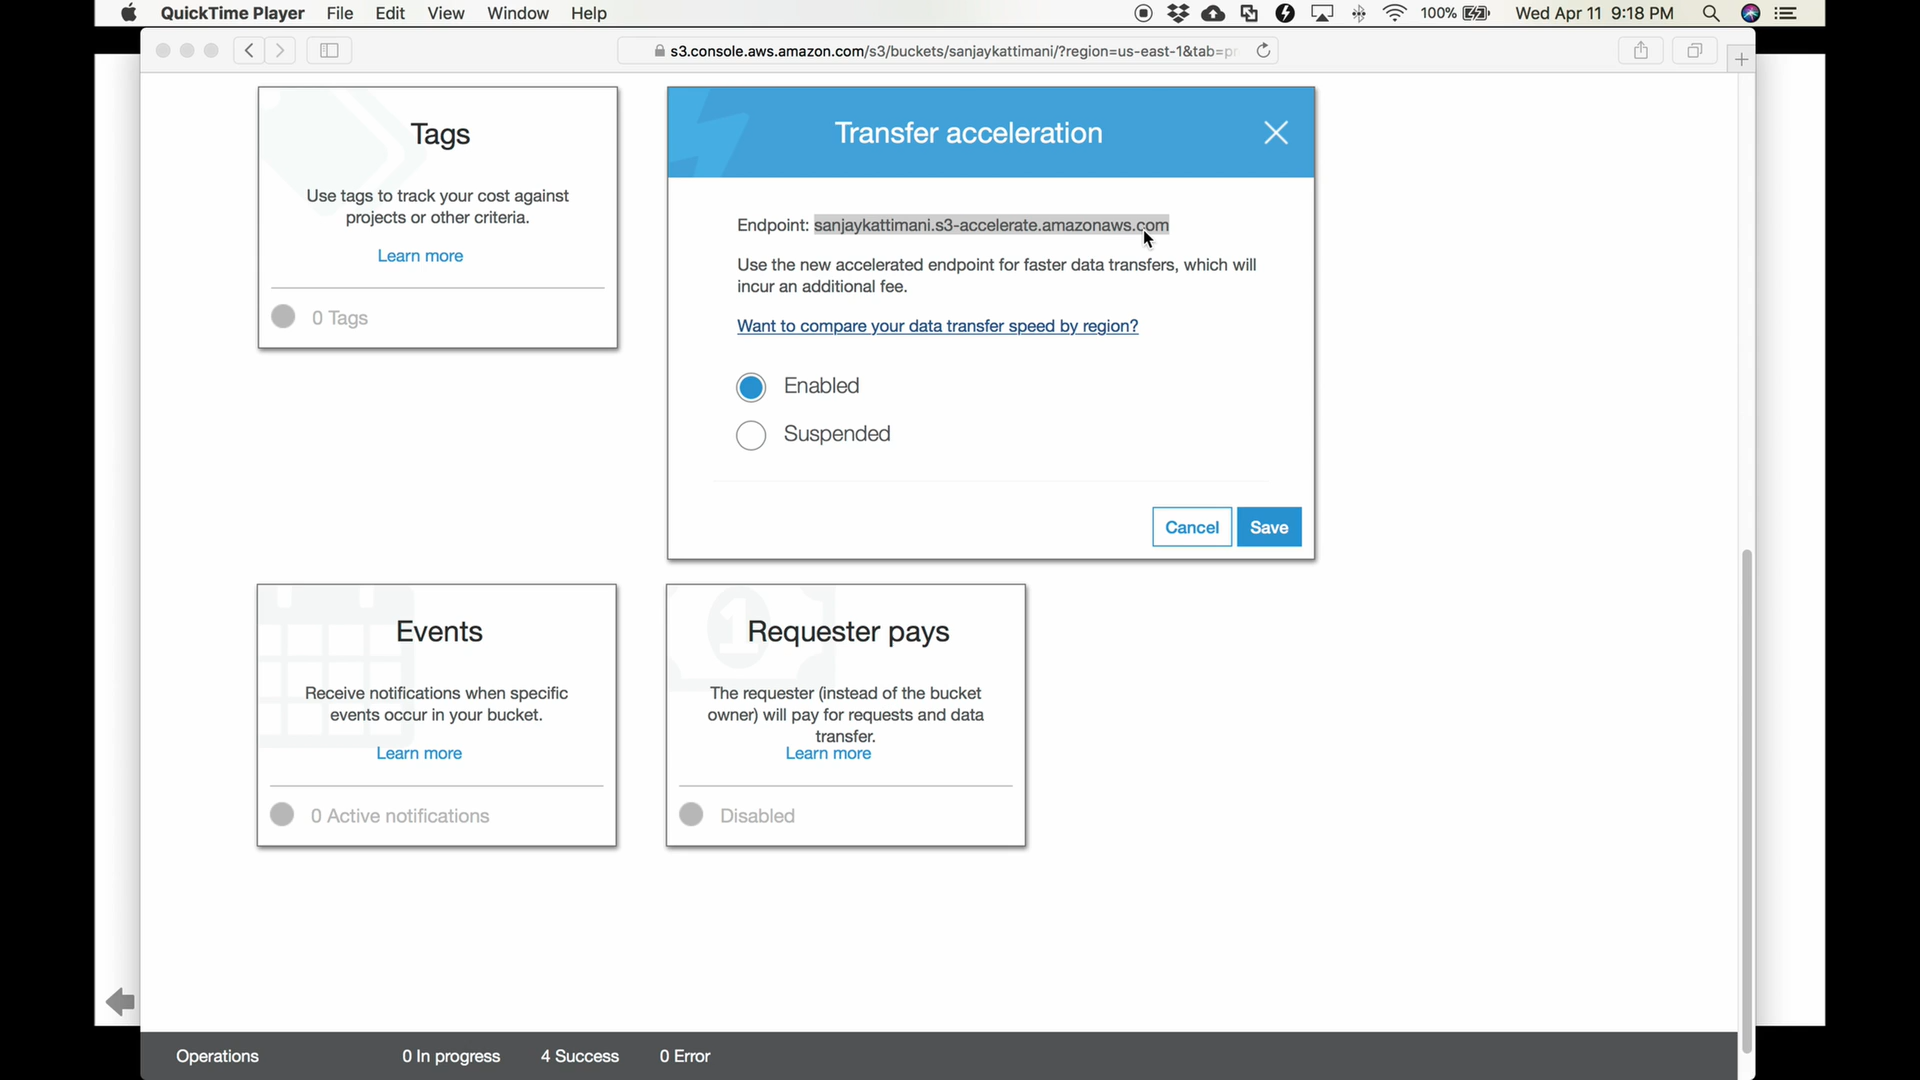 QuickTime Player File Edit View Window Help 100% Wed Apr 11 9:18 PM
s3.console.aws.amazon.com/s3/buckets/sanjaykattimani/?region=us-east-1&tab=pr
Tags
Use tags to track your cost against
projects or other criteria.
Learn more
0 Tags
Transfer acceleration
Endpoint: sanjaykattimani.s3-accelerate.amazonaws.com
Use the new accelerated endpoint for faster data transfers, which will
incur an additional fee.
Want to compare your data transfer speed by region?
Enabled
Suspended
Cancel Save
Events
Receive notifications when specific
events occur in your bucket.
Learn more
0 Active notifications
Requester pays
The requester (instead of the bucket
owner) will pay for requests and data
transfer.
Learn more
Disabled
Operations 0 In progress 4 Success 0 Error